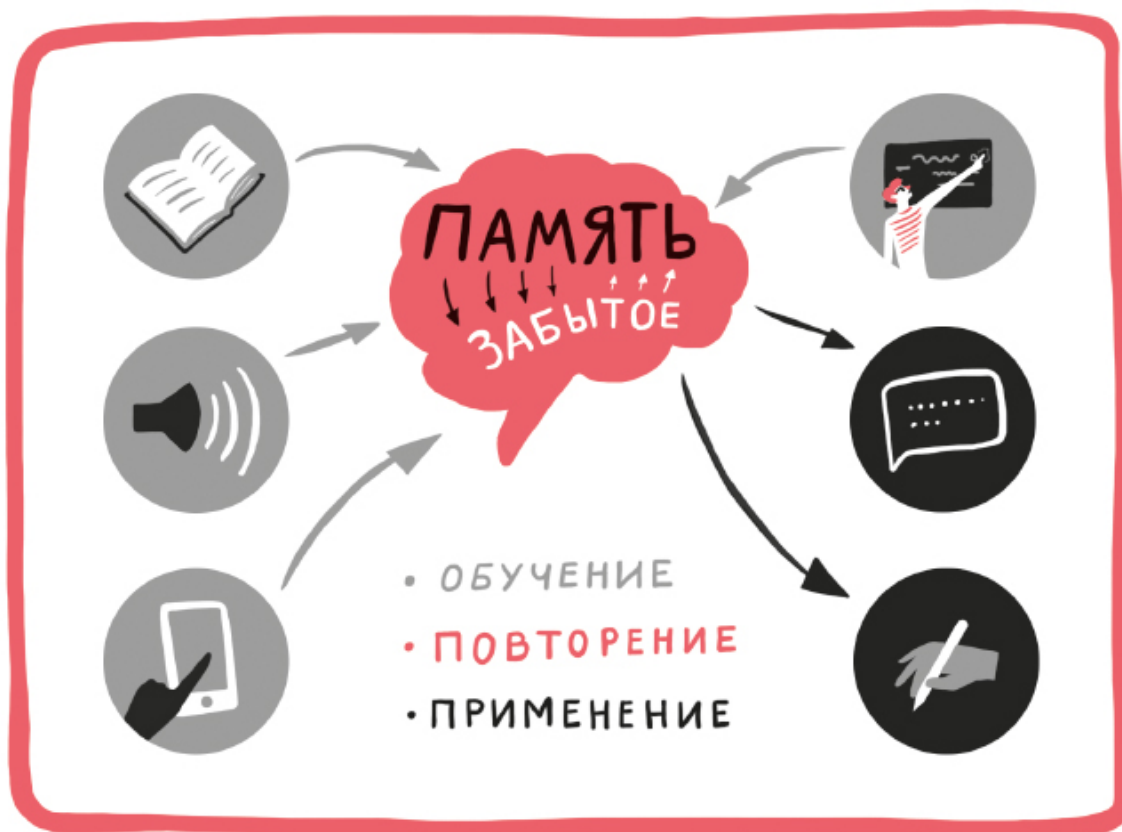 ПАМЯТЬ
ЗАБЫТОЕ
• ОБУЧЕНИЕ
• ПОВТОРЕНИЕ
• ПРИМЕНЕНИЕ